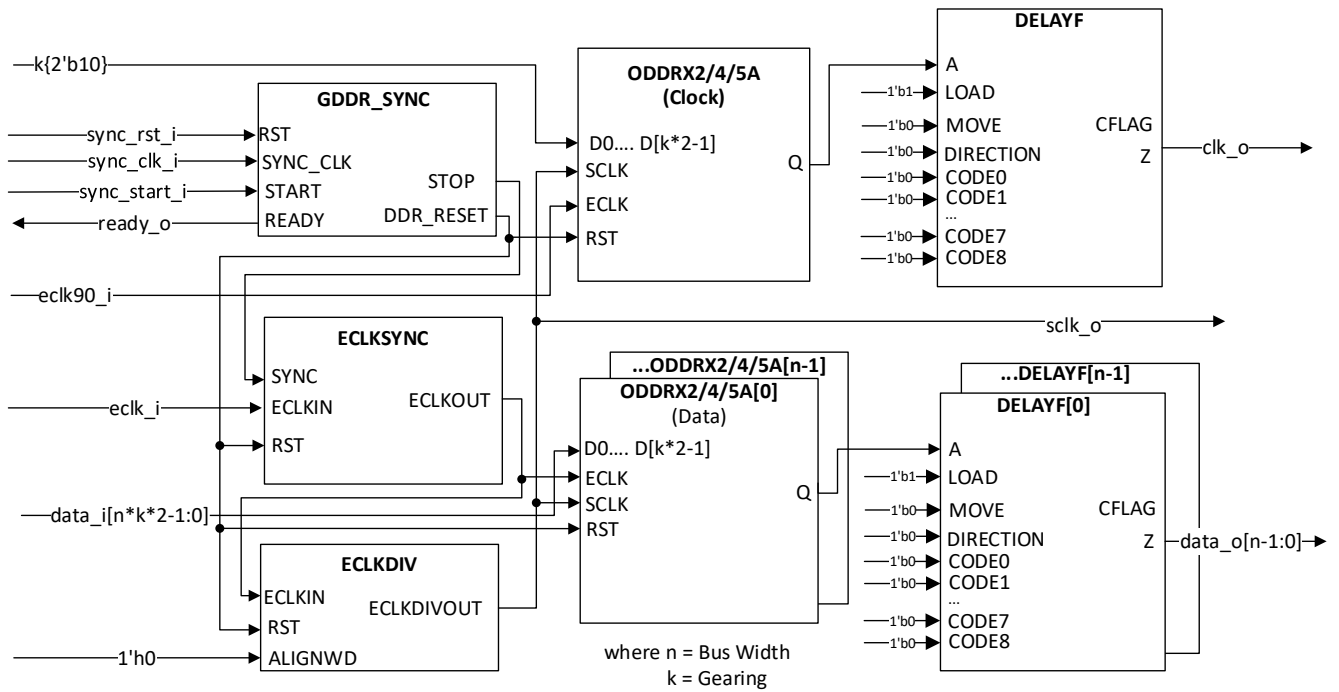 k{2'b10}
sync_rst_i
sync_clk_i
sync_start_i
ready_o
eclk90_i
eclk_i
data_i[n*k*2-1:0]
1'h0
GDDR_SYNC
RST
SYNC_CLK
START
READY
STOP
DDR_RESET
ECLKSYNC
SYNC
ECLKIN
RST
ECLKOUT
ECLKDIV
ECLKIN
RST
ALIGNWD
ECLKDIVOUT
ODDRX2/4/5A
(Clock)
D0.... D[k*2-1]
SCLK
ECLK
RST
Q
...ODDRX2/4/5A[n-1]
ODDRX2/4/5A[0]
(Data)
D0.... D[k*2-1]
ECLK
SCLK
RST
Q
where n = Bus Width
k = Gearing
DELAYF
A
1'b1 LOAD
1'b0 MOVE
1'b0 DIRECTION
1'b0 CODE0
1'b0 CODE1
...
1'b0 CODE7
1'b0 CODE8
CFLAG
Z
clk_o
sclk_o
...DELAYF[n-1]
DELAYF[0]
A
1'b1 LOAD
1'b0 MOVE
1'b0 DIRECTION
1'b0 CODE0
1'b0 CODE1
...
1'b0 CODE7
1'b0 CODE8
CFLAG
Z
data_o[n-1:0]